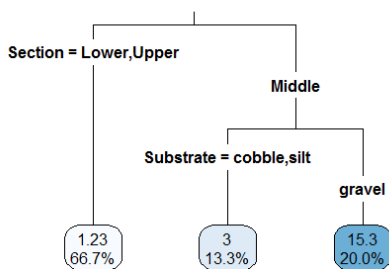 Section = Lower,Upper
Middle
Substrate = cobble,silt
gravel
1.23
66.7%
3
13.3%
15.3
20.0%